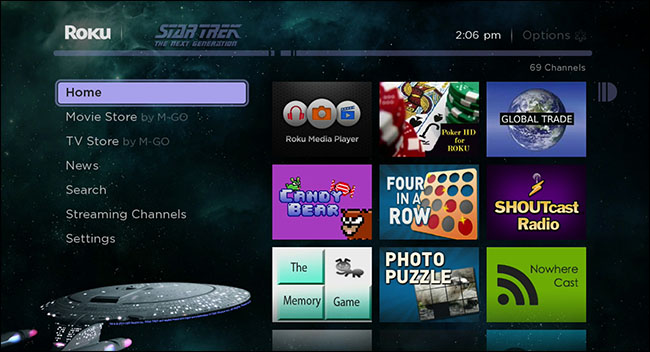 Roku
STAR TREK
THE NEXT GENERATION
2:06 pm
Options
69 Channels
Home
Movie Store by M-GO
TV Store by M-GO
News
Search
Streaming Channels
Settings
Roku Media Player
Poker HD
for
ROKU
GLOBAL TRADE
CANDY
BEAR
FOUR
IN A
ROW
SHOUTcast
Radio
The
Memory
Game
PHOTO
PUZZLE
Nowhere
Cast